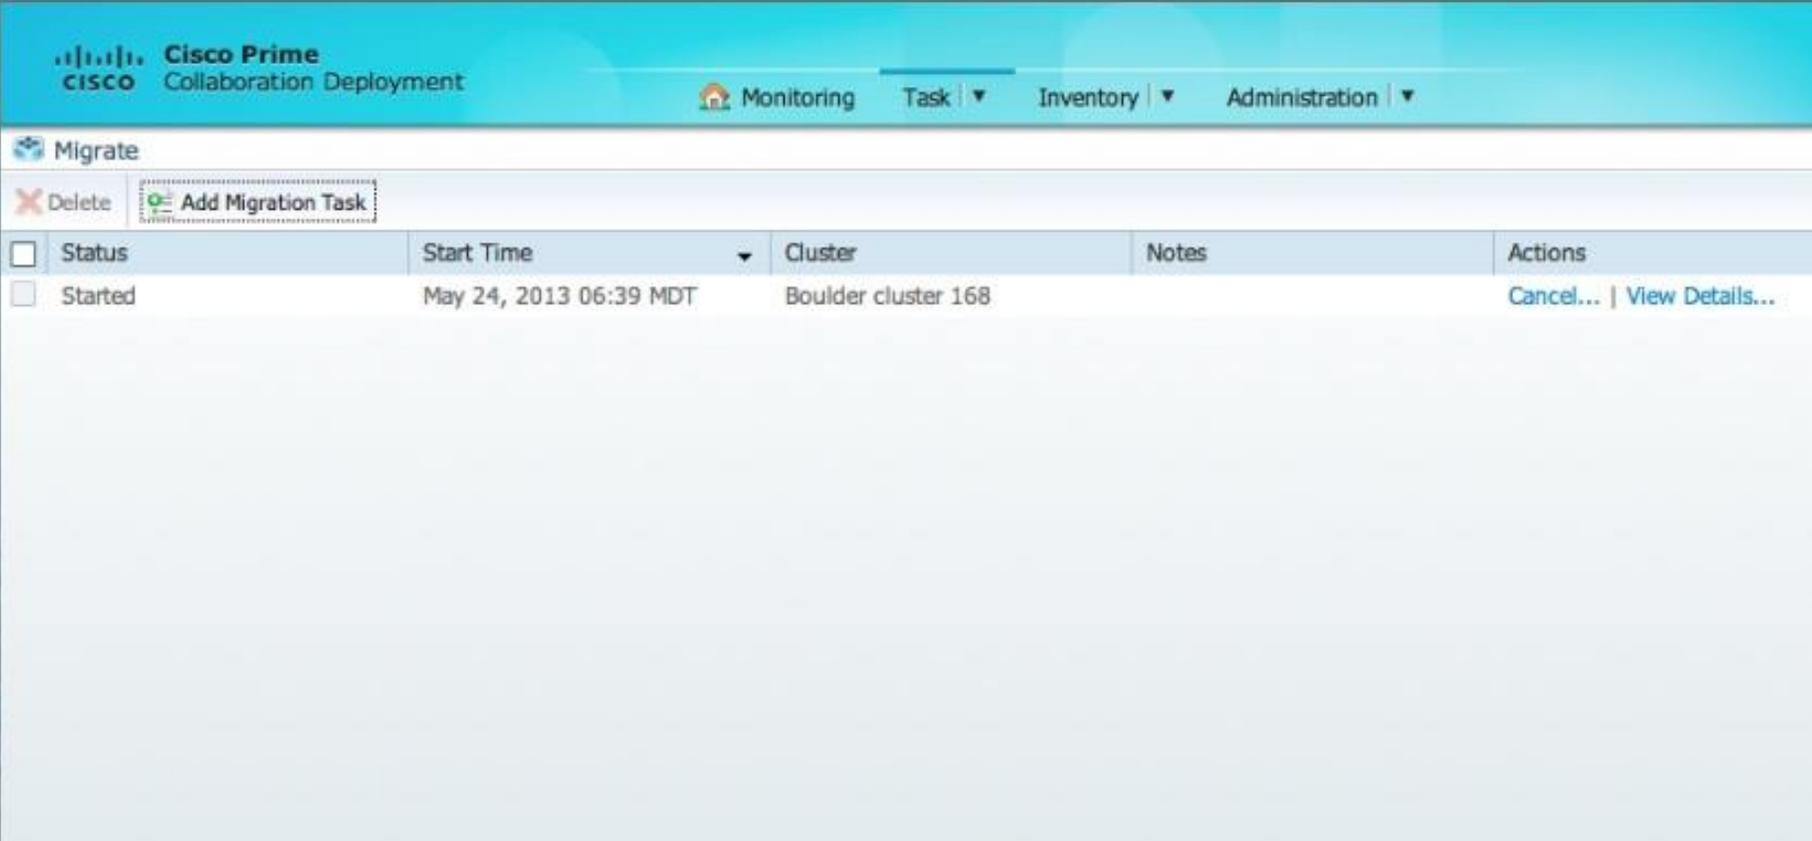 Cisco Prime
CISCO Collaboration Deployment
Monitoring Task Inventory Administration
Migrate
Delete Add Migration Task
Status Start Time Cluster Notes Actions
Started May 24, 2013 06:39 MDT Boulder cluster 168 Cancel... | View Details...